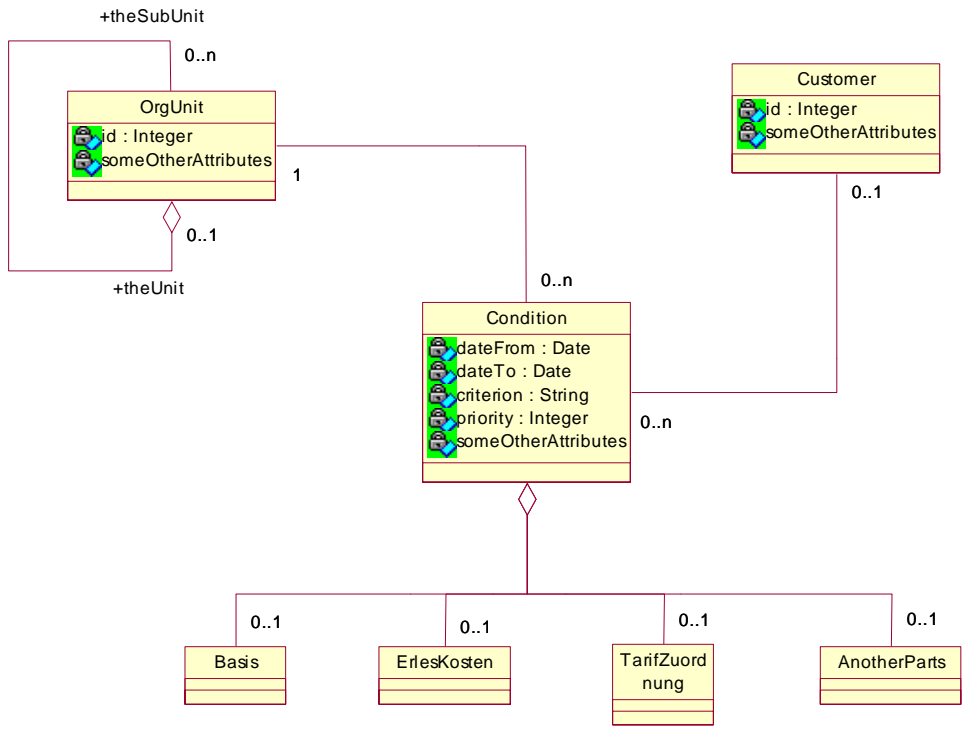 +theSubUnit
0..n
OrgUnit
id : Integer
someOtherAttributes
1
0..1
+theUnit
Customer
id : Integer
someOtherAttributes
0..1
0..n
Condition
dateFrom : Date
dateTo : Date
criterion : String
priority : Integer
someOtherAttributes
0..n
0..1
0..1
0..1
0..1
Basis
ErlesKosten
TarifZuord
nung
AnotherParts